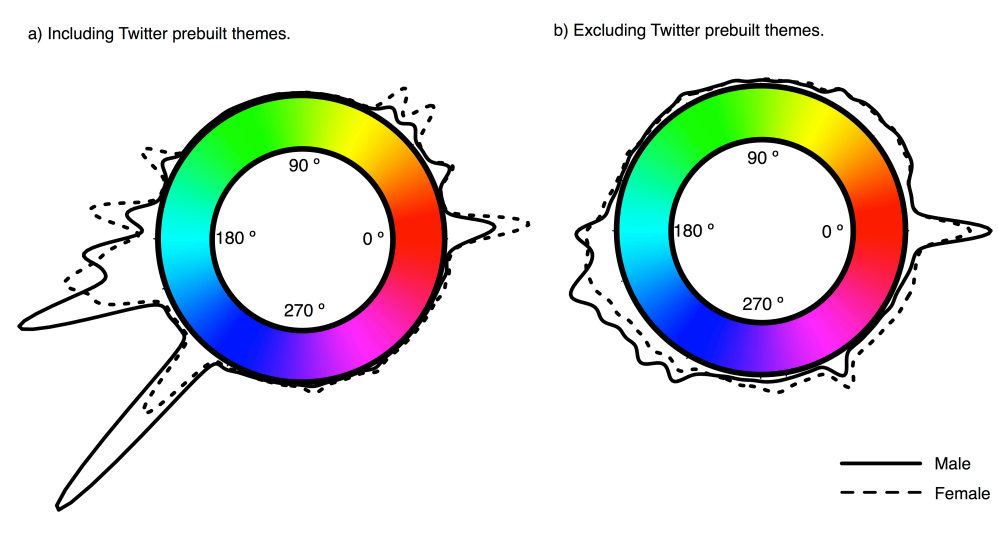 a) Including Twitter prebuilt themes.
b) Excluding Twitter prebuilt themes.
90 º
180 º
0 º
270 º
90 º
180 º
0 º
270 º
Male
Female